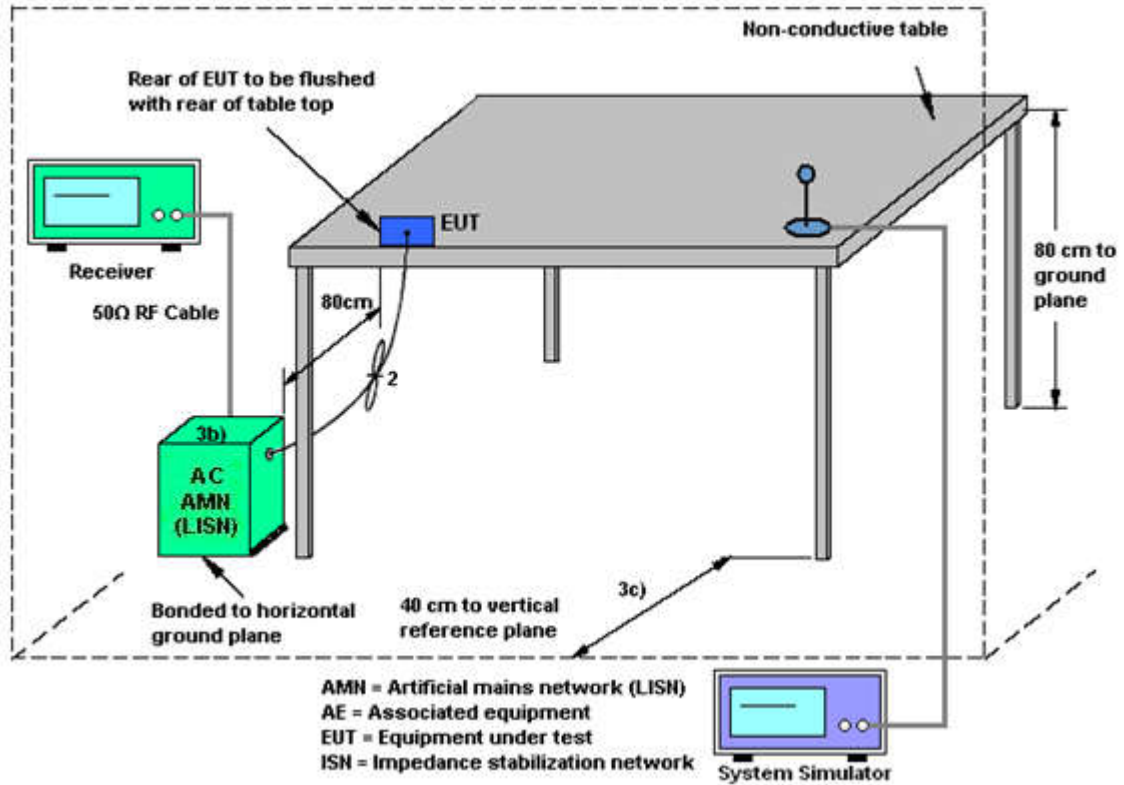 Non-conductive table
Rear of EUT to be flushed
with rear of table top
EUT
Receiver
80cm
80 cm to
ground
plane
50Ω RF Cable
2
3b)
AC
AMN
(LISN)
3c)
Bonded to horizontal
ground plane
40 cm to vertical
reference plane
AMN = Artificial mains network (LISN)
AE = Associated equipment
EUT = Equipment under test
ISN = Impedance stabilization network
System Simulator